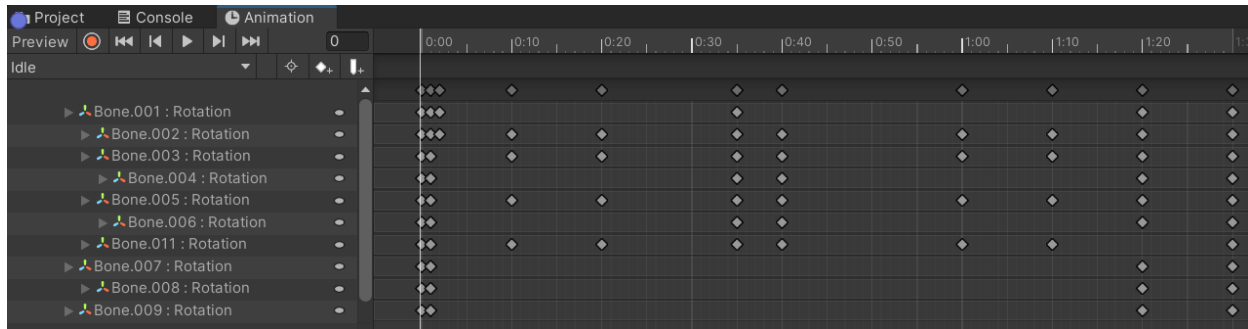 Project Console Animation
Preview 0 0:00 0:10 0:20 0:30 0:40 0:50 1:00 1:10 1:20
Idle
Bone.001 : Rotation
Bone.002 : Rotation
Bone.003 : Rotation
Bone.004 : Rotation
Bone.005 : Rotation
Bone.006 : Rotation
Bone.011 : Rotation
Bone.007 : Rotation
Bone.008 : Rotation
Bone.009 : Rotation